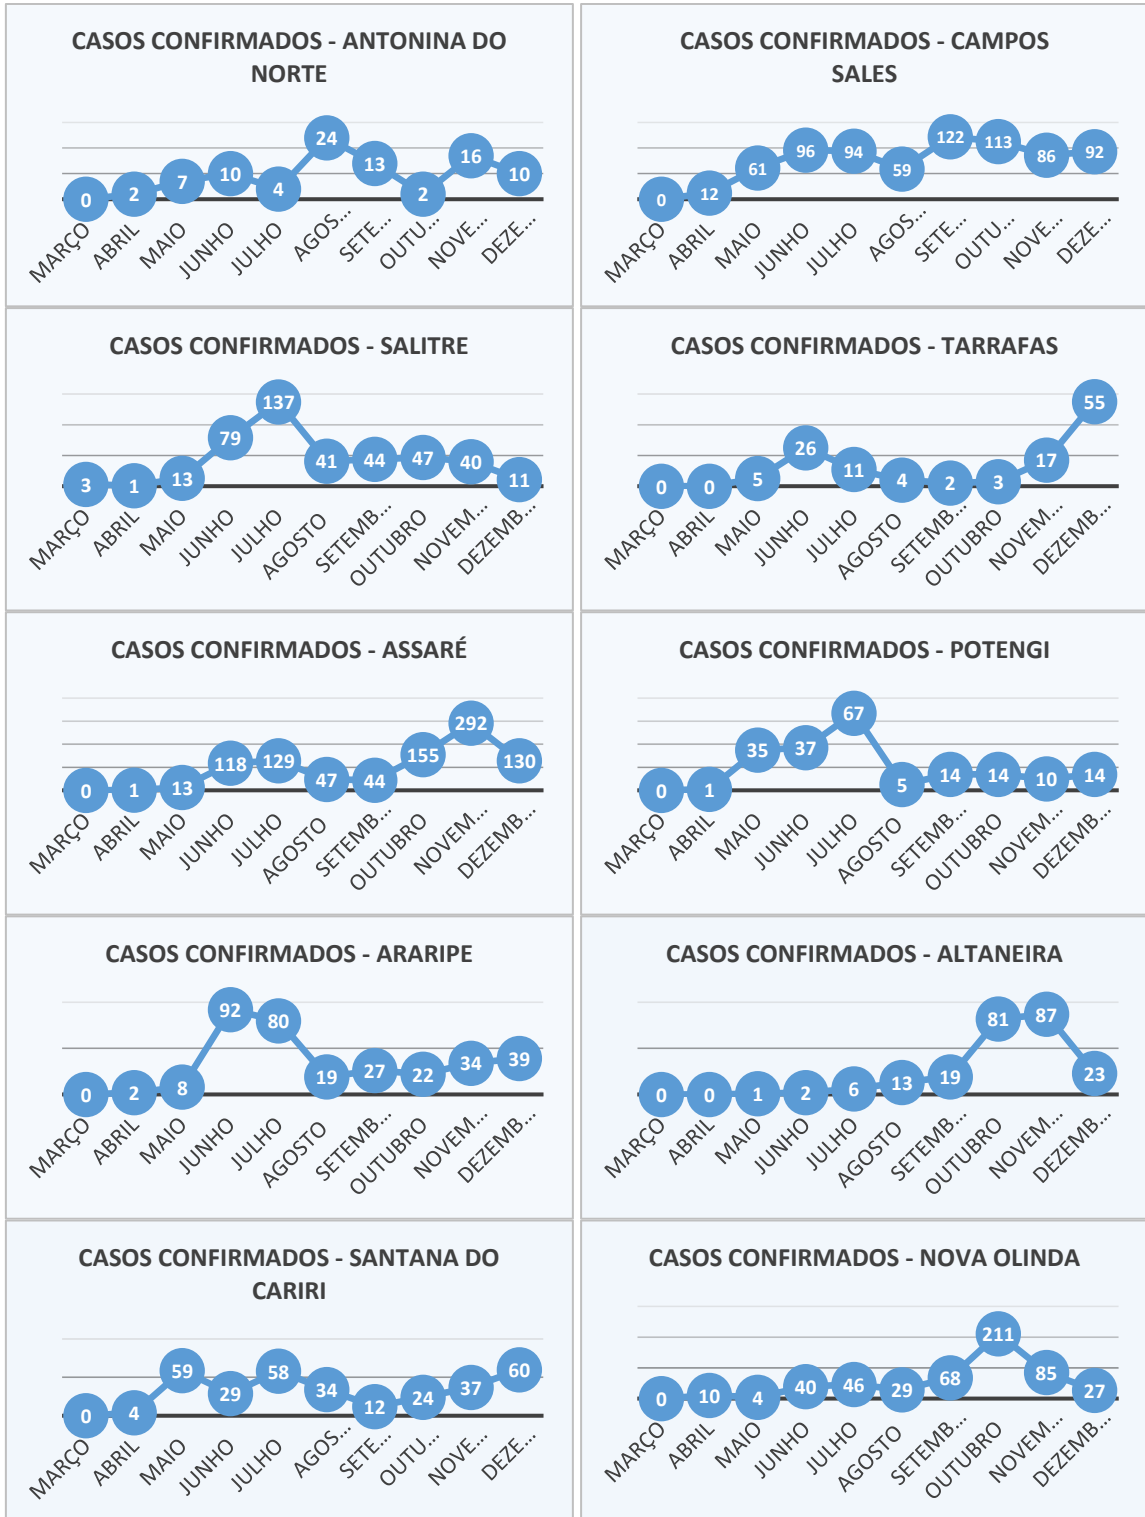 CASOS CONFIRMADOS - ANTONINA DO
NORTE
0 2 7 10 4 24 13 2 16 10
MARÇO ABRIL MAIO JUNHO JULHO AGOS... SETE... OUTU... NOVE... DEZE...
CASOS CONFIRMADOS - CAMPOS
SALES
0 12 61 96 94 59 122 113 86 92
MARÇO ABRIL MAIO JUNHO JULHO AGOS... SETE... OUTU... NOVE... DEZE...
CASOS CONFIRMADOS - SALITRE
3 1 13 79 137 41 44 47 40 11
MARÇO ABRIL MAIO JUNHO JULHO AGOSTO SETEMB... OUTUBRO NOVEM... DEZEMB...
CASOS CONFIRMADOS - TARRAFAS
0 0 5 26 11 4 2 3 17 55
MARÇO ABRIL MAIO JUNHO JULHO AGOSTO SETEMB... OUTUBRO NOVEM... DEZEMB...
CASOS CONFIRMADOS - ASSARÉ
0 1 13 118 129 47 44 155 292 130
MARÇO ABRIL MAIO JUNHO JULHO AGOSTO SETEMB... OUTUBRO NOVEM... DEZEMB...
CASOS CONFIRMADOS - POTENGI
0 1 35 37 67 5 14 14 10 14
MARÇO ABRIL MAIO JUNHO JULHO AGOSTO SETEMB... OUTUBRO NOVEM... DEZEMB...
CASOS CONFIRMADOS - ARARIPE
0 2 8 92 80 19 27 22 34 39
MARÇO ABRIL MAIO JUNHO JULHO AGOSTO SETEMB... OUTUBRO NOVEM... DEZEMB...
CASOS CONFIRMADOS - ALTANEIRA
0 0 1 2 6 13 19 81 87 23
MARÇO ABRIL MAIO JUNHO JULHO AGOSTO SETEMB... OUTUBRO NOVEM... DEZEMB...
CASOS CONFIRMADOS - SANTANA DO
CARIRI
0 4 59 29 58 34 12 24 37 60
MARÇO ABRIL MAIO JUNHO JULHO AGOS... SETE... OUTU... NOVE... DEZE...
CASOS CONFIRMADOS - NOVA OLINDA
0 10 4 40 46 29 68 211 85 27
MARÇO ABRIL MAIO JUNHO JULHO AGOSTO SETEMB... OUTUBRO NOVEM... DEZEMB...